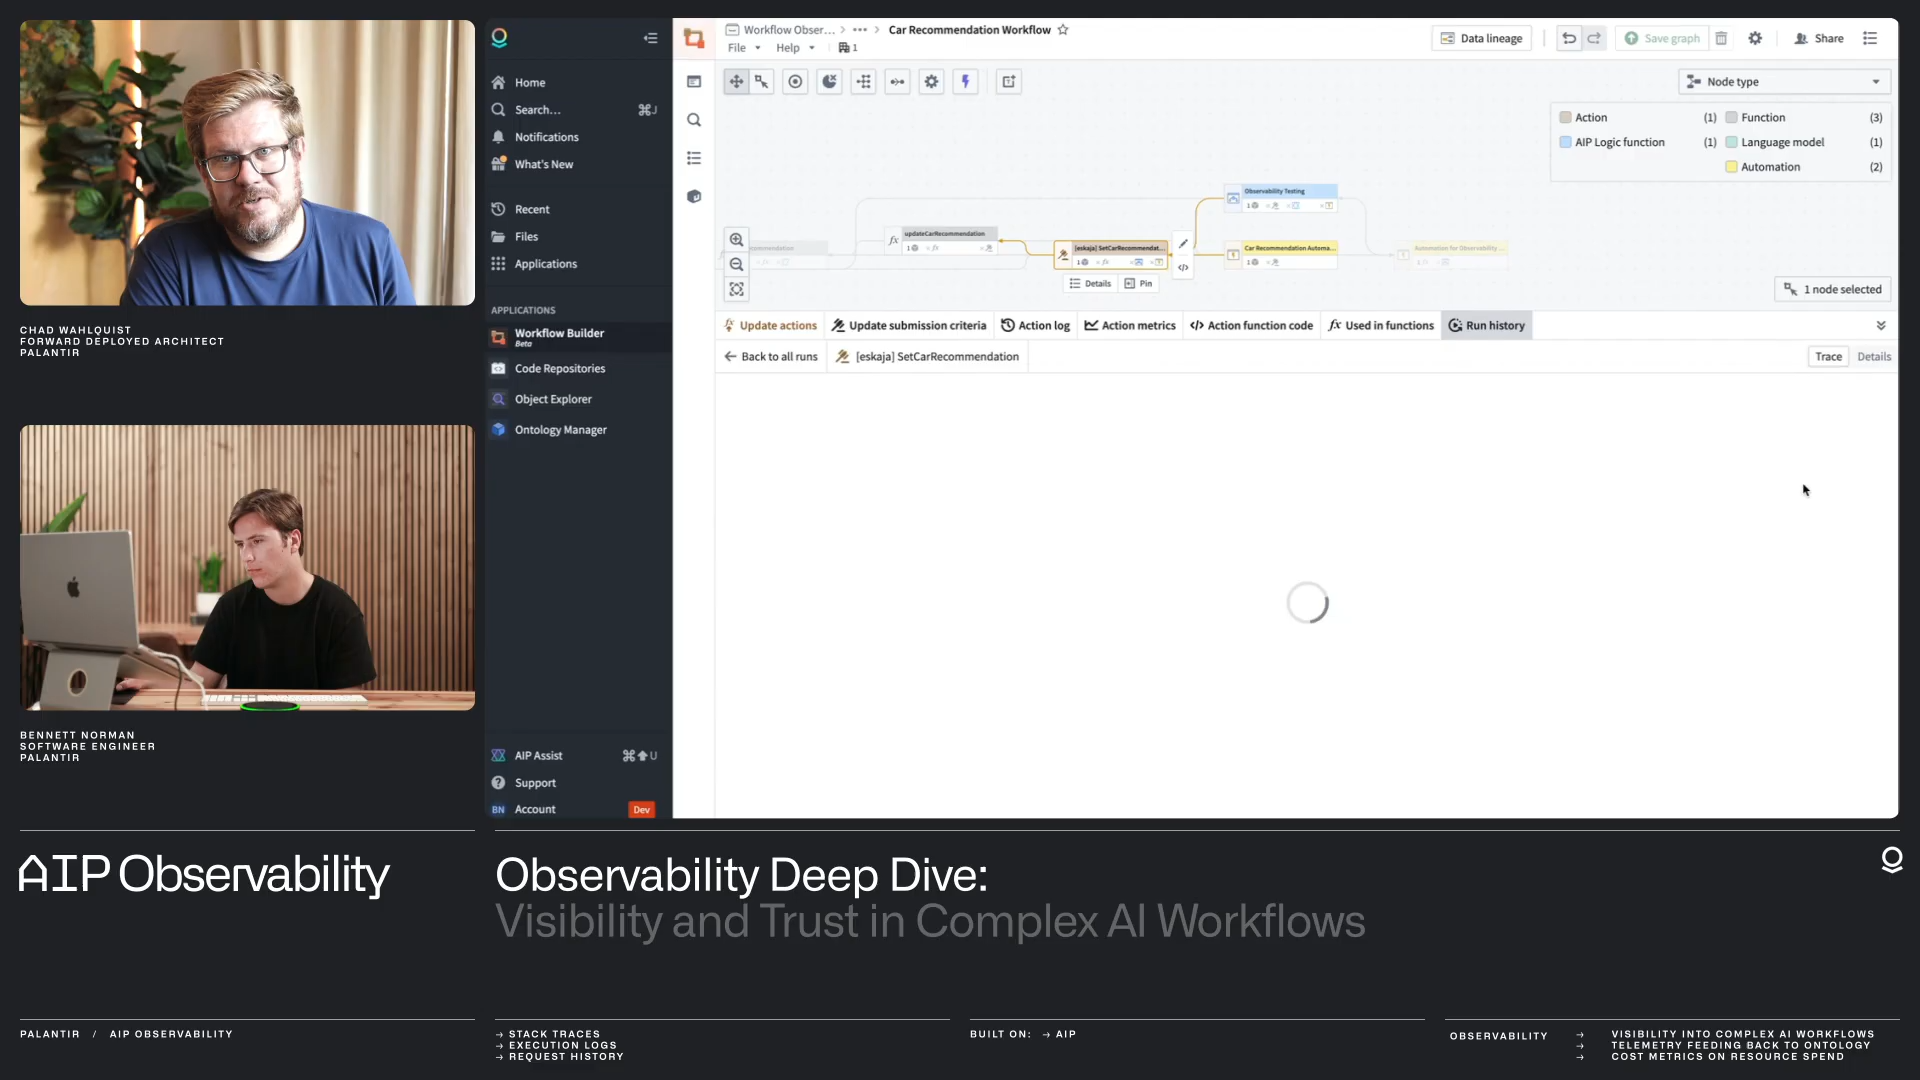 CHAD WAHLQUIST
FORWARD DEPLOYED ARCHITECT
PALANTIR
BENNETT NORMAN
SOFTWARE ENGINEER
PALANTIR
Home
Search...
⌘J
Notifications
What's New
Recent
Files
Applications
APPLICATIONS
Workflow Builder
Beta
Code Repositories
Object Explorer
Ontology Manager
AIP Assist
⌘⬆U
Support
BN Account
Dev
Workflow Obser... > ••• > Car Recommendation Workflow
File Help 1
Data lineage
Save graph
Share
Node type
Action (1)
Function (3)
AIP Logic function (1)
Language model (1)
Automation (2)
Observability Testing
updateCarRecommendation
[eskaja] SetCarRecommendat...
Car Recommendation Automa...
Automation for Observability ...
Details
Pin
1 node selected
Update actions
Update submission criteria
Action log
Action metrics
Action function code
Used in functions
Run history
Back to all runs
[eskaja] SetCarRecommendation
Trace
Details
AIP Observability
Observability Deep Dive:
Visibility and Trust in Complex AI Workflows
PALANTIR / AIP OBSERVABILITY
→ STACK TRACES
→ EXECUTION LOGS
→ REQUEST HISTORY
BUILT ON: → AIP
OBSERVABILITY
→ VISIBILITY INTO COMPLEX AI WORKFLOWS
→ TELEMETRY FEEDING BACK TO ONTOLOGY
→ COST METRICS ON RESOURCE SPEND